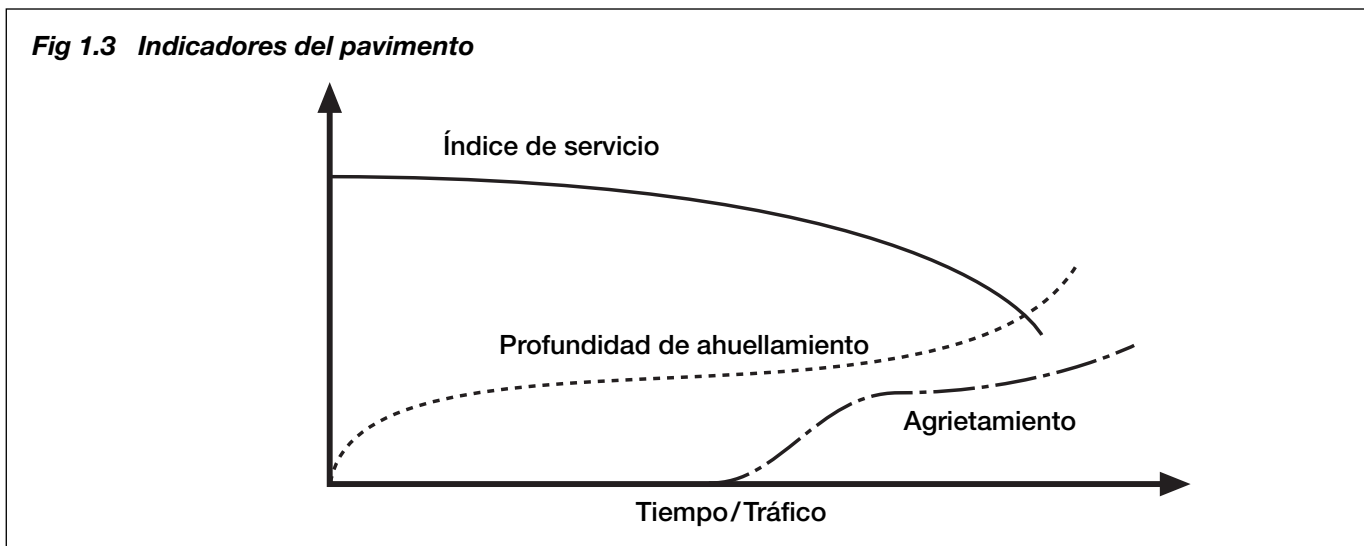 Fig 1.3 Indicadores del pavimento
Índice de servicio
Profundidad de ahuellamiento
Agrietamiento
Tiempo/Tráfico